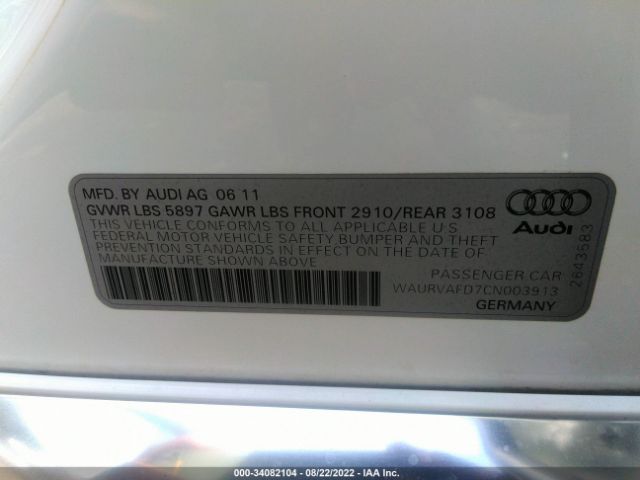 MFD. BY AUDI AG 06 11
GVWR LBS 5897 GAWR LBS FRONT 2910/REAR 3108
THIS VEHICLE CONFORMS TO ALL APPLICABLE U.S
FEDERAL MOTOR VEHICLE SAFETY BUMPER AND THEFT
PREVENTION STANDARDS IN EFFECT ON THE DATE OF
MANUFACTURE SHOWN ABOVE
PASSENGER CAR
WAURVAFD7CN003913
GERMANY
Audi
2643583
000-34082104 - 08/22/2022 - IAA Inc.